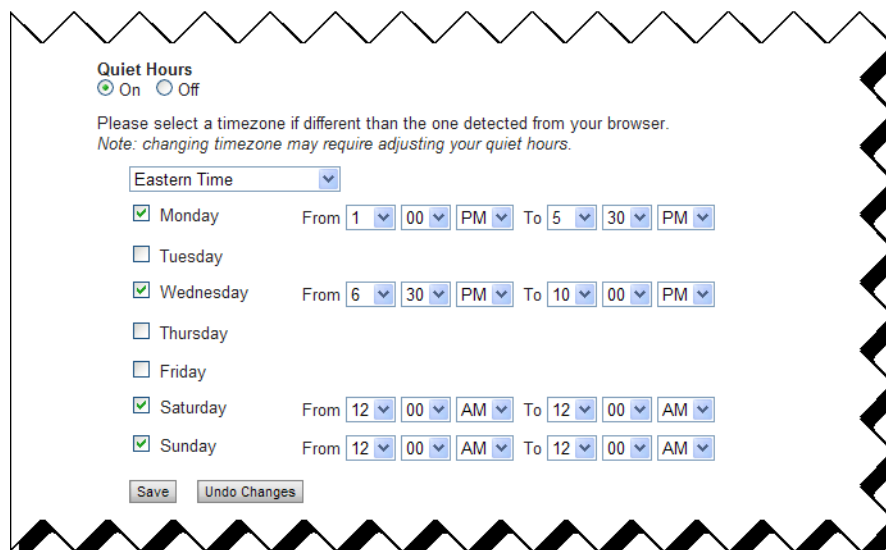 Quiet Hours
On Off
Please select a timezone if different than the one detected from your browser.
Note: changing timezone may require adjusting your quiet hours.
Eastern Time
Monday From 1 00 PM To 5 30 PM
Tuesday
Wednesday From 6 30 PM To 10 00 PM
Thursday
Friday
Saturday From 12 00 AM To 12 00 AM
Sunday From 12 00 AM To 12 00 AM
Save Undo Changes